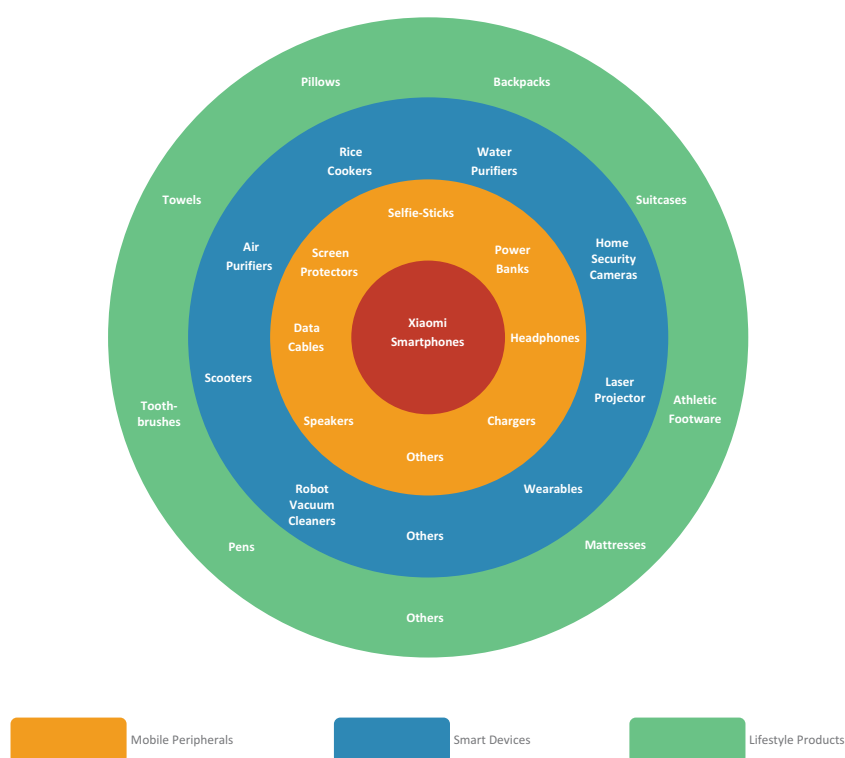 Pillows
Backpacks
Rice
Cookers
Water
Purifiers
Towels
Suitcases
Selfie-Sticks
Air
Purifiers
Screen
Protectors
Power
Banks
Home
Security
Cameras
Data
Cables
Xiaomi
Smartphones
Headphones
Scooters
Laser
Projector
Tooth-
brushes
Athletic
Footware
Speakers
Chargers
Others
Robot
Vacuum
Cleaners
Wearables
Others
Pens
Mattresses
Others
Mobile Peripherals
Smart Devices
Lifestyle Products